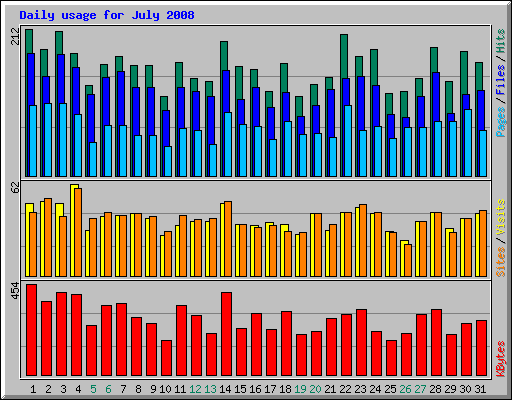 Daily usage for July 2008
212
Pages / Files / Hits
62
Sites / Visits
454
KBytes
1 2 3 4 5 6 7 8 9 10 11 12 13 14 15 16 17 18 19 20 21 22 23 24 25 26 27 28 29 30 31